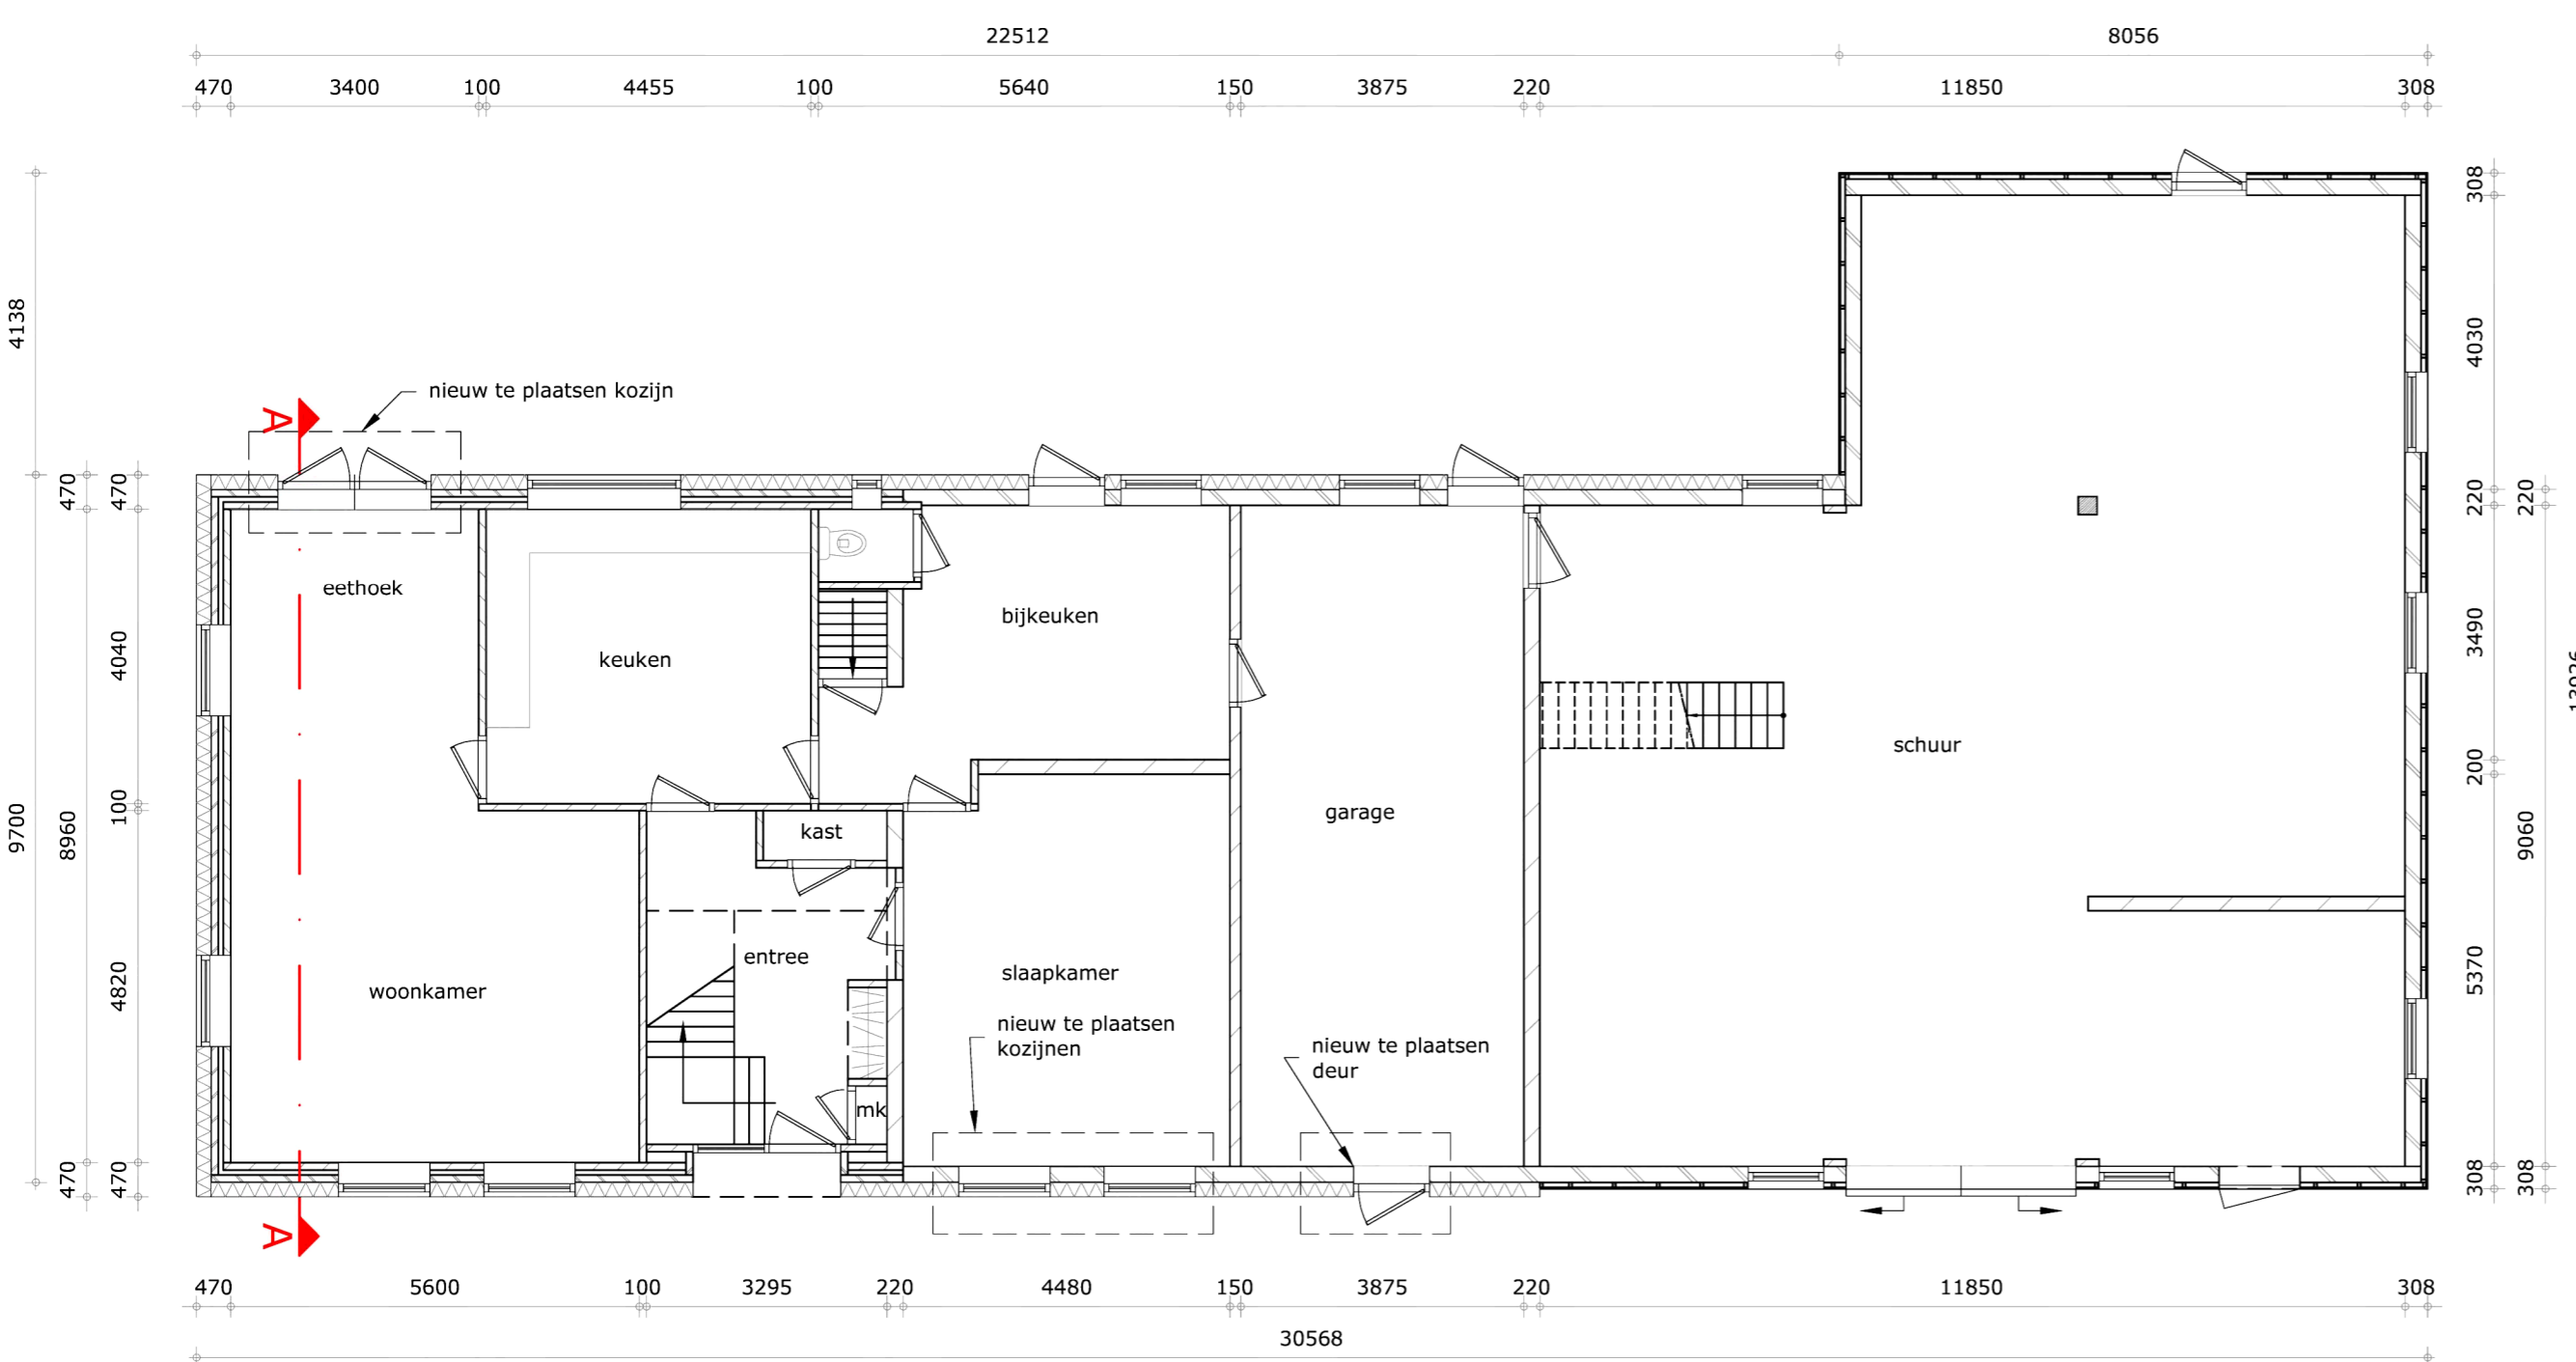 22512 8056
470 3400 100 4455 100 5640 150 3875 220 11850 308
4138
9700
470
8960
470
470
4040
100
4820
470
308
4030
220
3490
200
5370
308
220
9060
308
nieuw te plaatsen kozijn
A
eethoek
keuken
bijkeuken
schuur
garage
kast
entree
woonkamer
slaapkamer
nieuw te plaatsen
kozijnen
nieuw te plaatsen
deur
mk
A
470 5600 100 3295 220 4480 150 3875 220 11850 308
30568